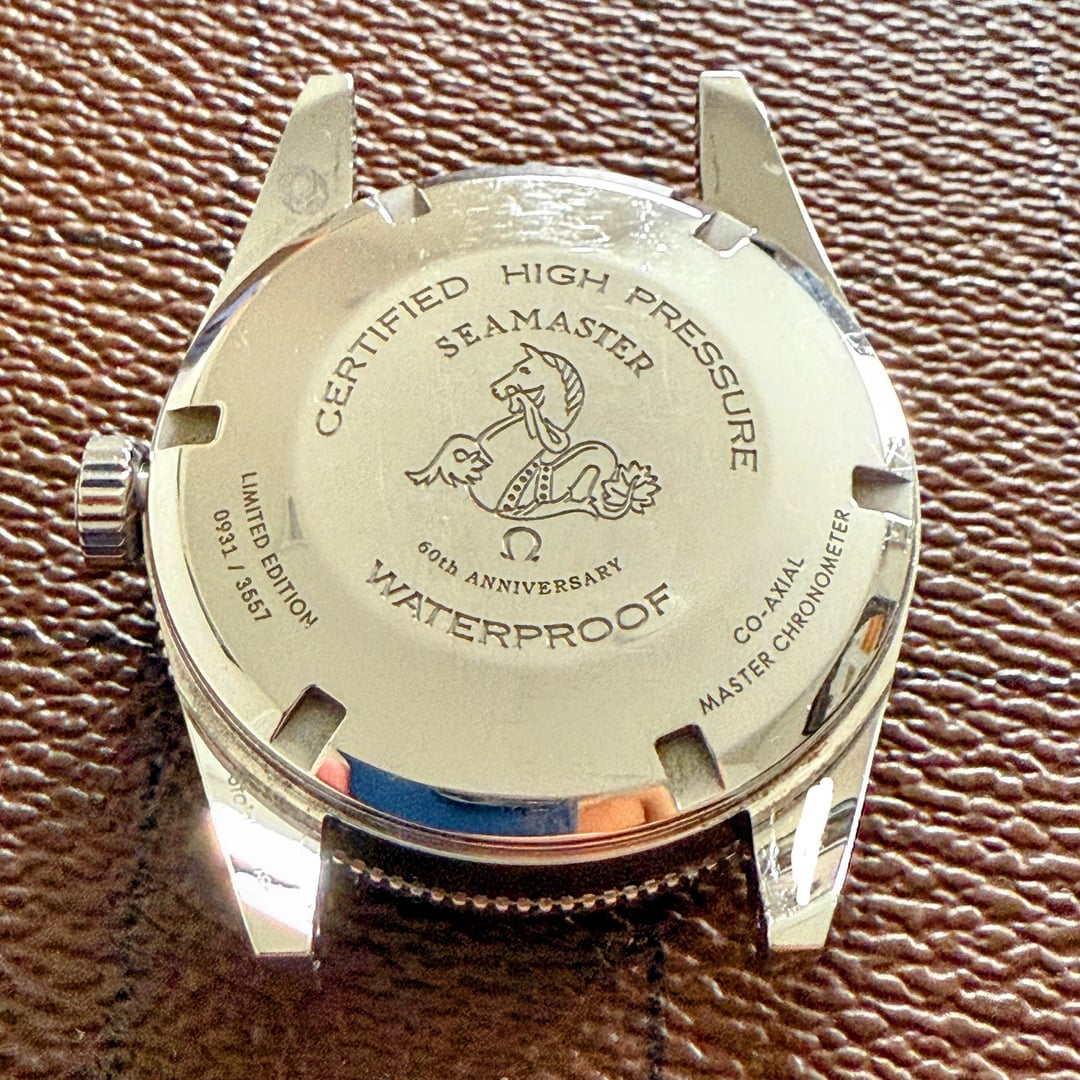 CERTIFIED HIGH PRESSURE
SEAMASTER
60th ANNIVERSARY
WATERPROOF
LIMITED EDITION
0931 / 3557
CO-AXIAL
MASTER CHRONOMETER